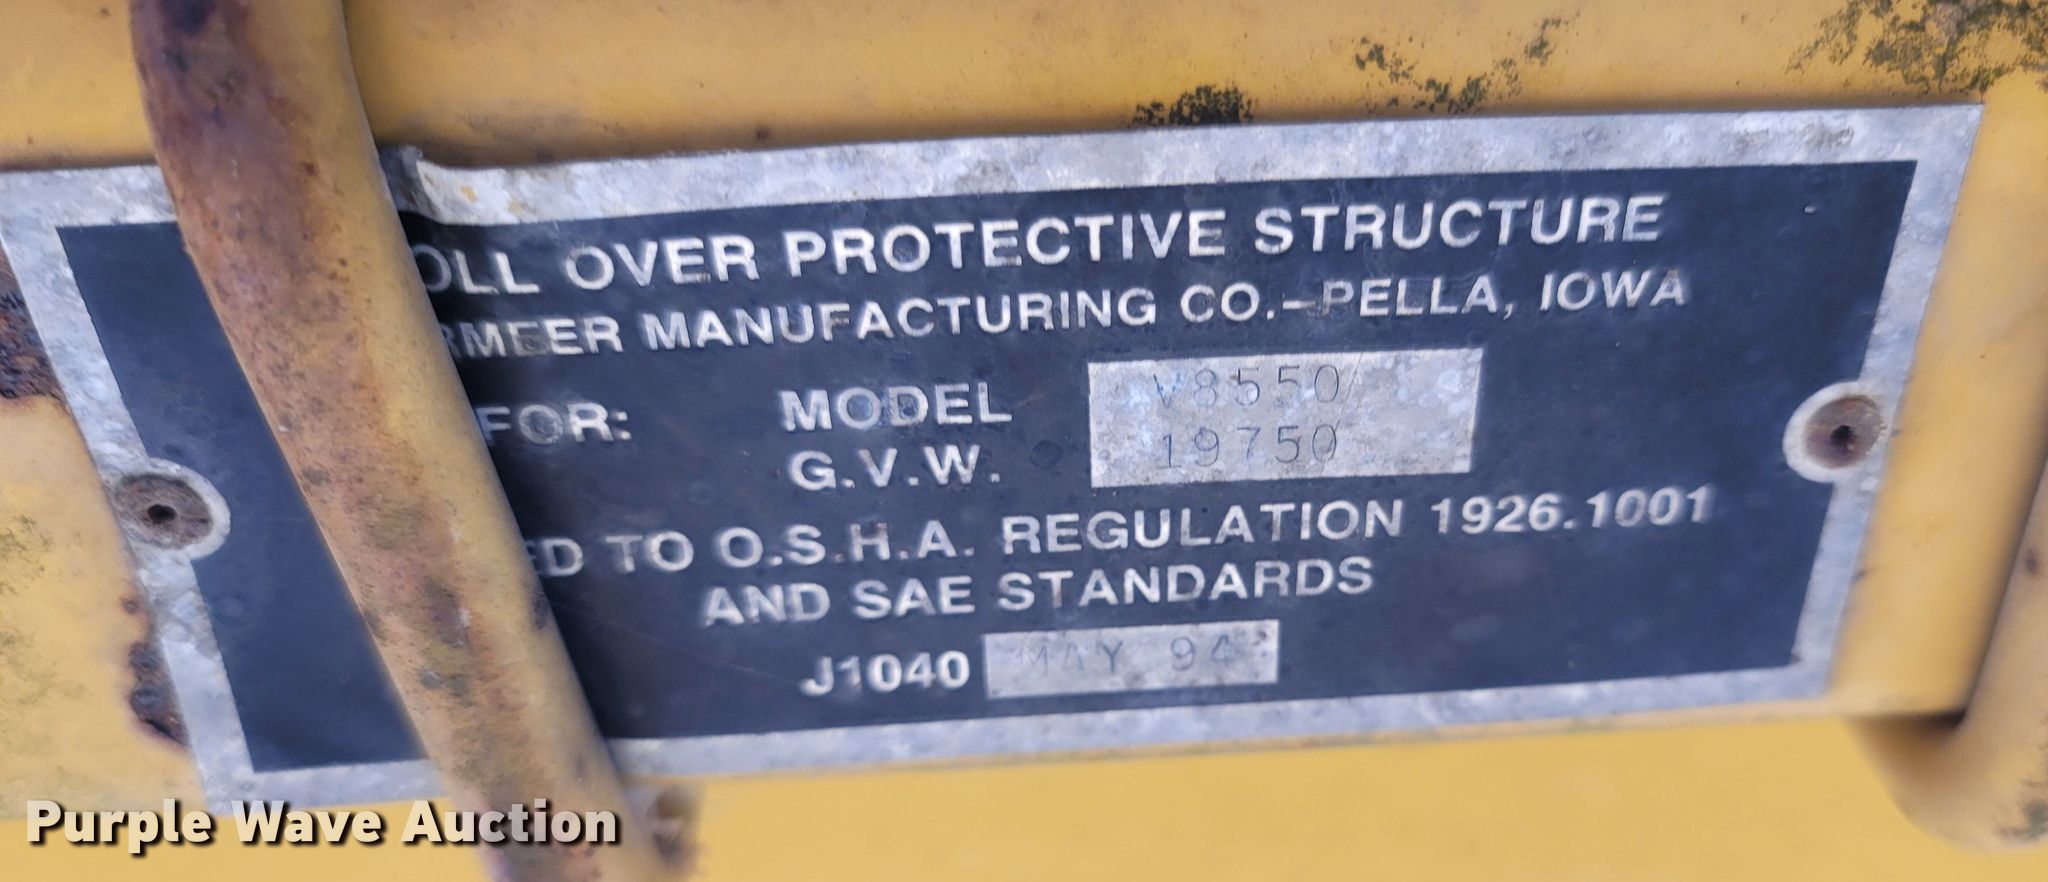 OLL OVER PROTECTIVE STRUCTURE
RMEER MANUFACTURING CO.-PELLA, IOWA
FOR: MODEL V8550
G.V.W. 19750
ED TO O.S.H.A. REGULATION 1926.1001
AND SAE STANDARDS
J1040 MAY 94
Purple Wave Auction